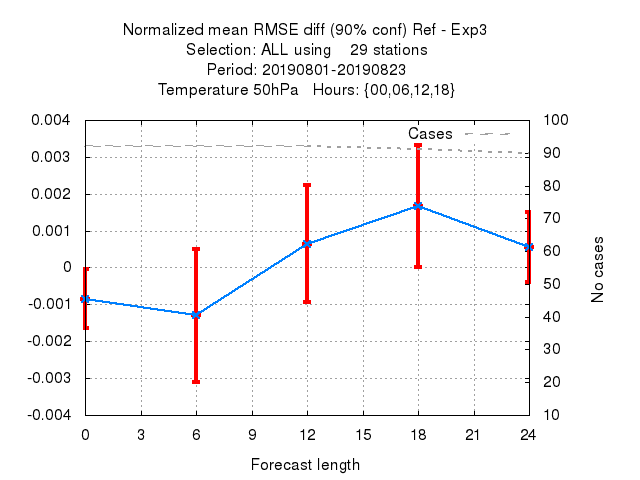 Normalized mean RMSE diff (90% conf) Ref - Exp3
Selection: ALL using 29 stations
Period: 20190801-20190823
Temperature 50hPa Hours: {00,06,12,18}
Cases
0.004
0.003
0.002
0.001
0
-0.001
-0.002
-0.003
-0.004
100
90
80
70
60
50
40
30
20
10
No cases
0 3 6 9 12 15 18 21 24
Forecast length